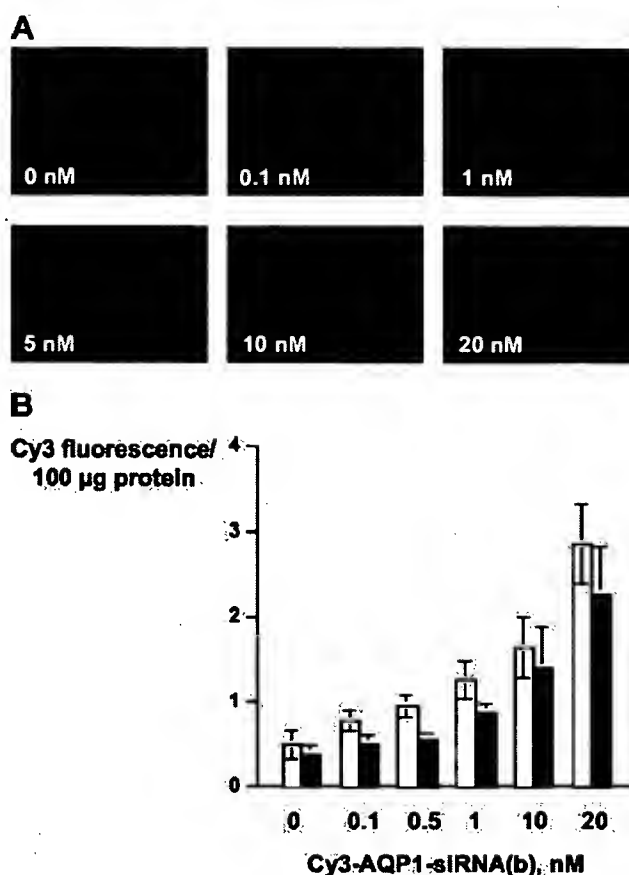 A
0 nM
0.1 nM
1 nM
5 nM
10 nM
20 nM
B
Cy3 fluorescence/
100 µg protein
4
3
2
1
0
0 0.1 0.5 1 10 20
Cy3-AQP1-siRNA(b), nM